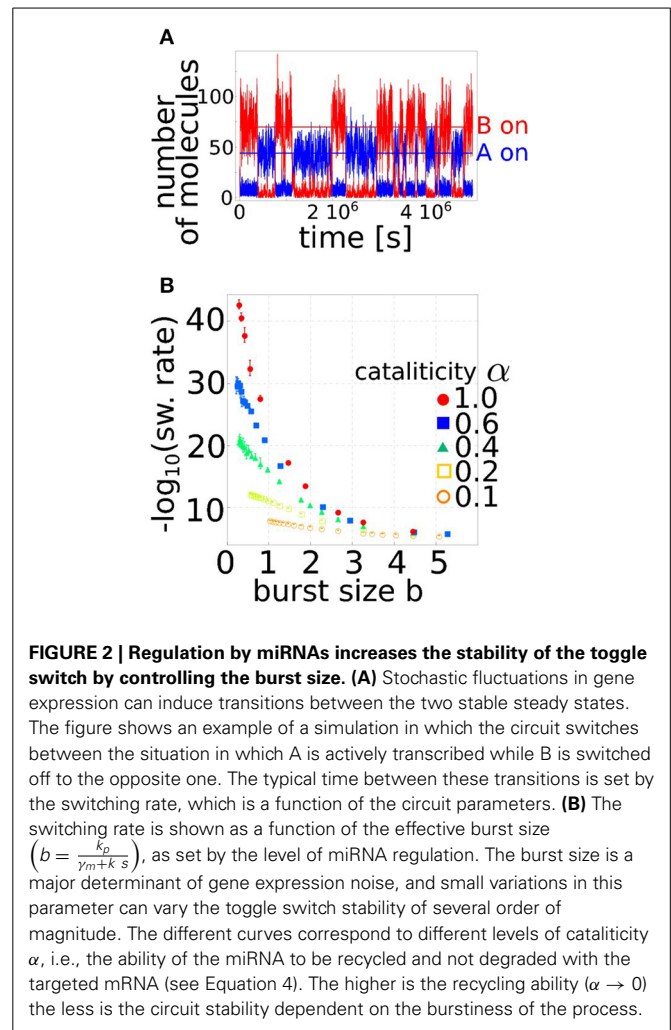 A
number
of molecules
100
50
0
B on
A on
0
2 10⁶
4 10⁶
time [s]
B
-log₁₀(sw. rate)
40
30
20
10
cataliticity α
1.0
0.6
0.4
0.2
0.1
0 1 2 3 4 5
burst size b
FIGURE 2 | Regulation by miRNAs increases the stability of the toggle
switch by controlling the burst size. (A) Stochastic fluctuations in gene
expression can induce transitions between the two stable steady states.
The figure shows an example of a simulation in which the circuit switches
between the situation in which A is actively transcribed while B is switched
off to the opposite one. The typical time between these transitions is set by
the switching rate, which is a function of the circuit parameters. (B) The
switching rate is shown as a function of the effective burst size
(b = k_p / (γ_m + k s)), as set by the level of miRNA regulation. The burst size is a
major determinant of gene expression noise, and small variations in this
parameter can vary the toggle switch stability of several order of
magnitude. The different curves correspond to different levels of cataliticity
α, i.e., the ability of the miRNA to be recycled and not degraded with the
targeted mRNA (see Equation 4). The higher is the recycling ability (α → 0)
the less is the circuit stability dependent on the burstiness of the process.